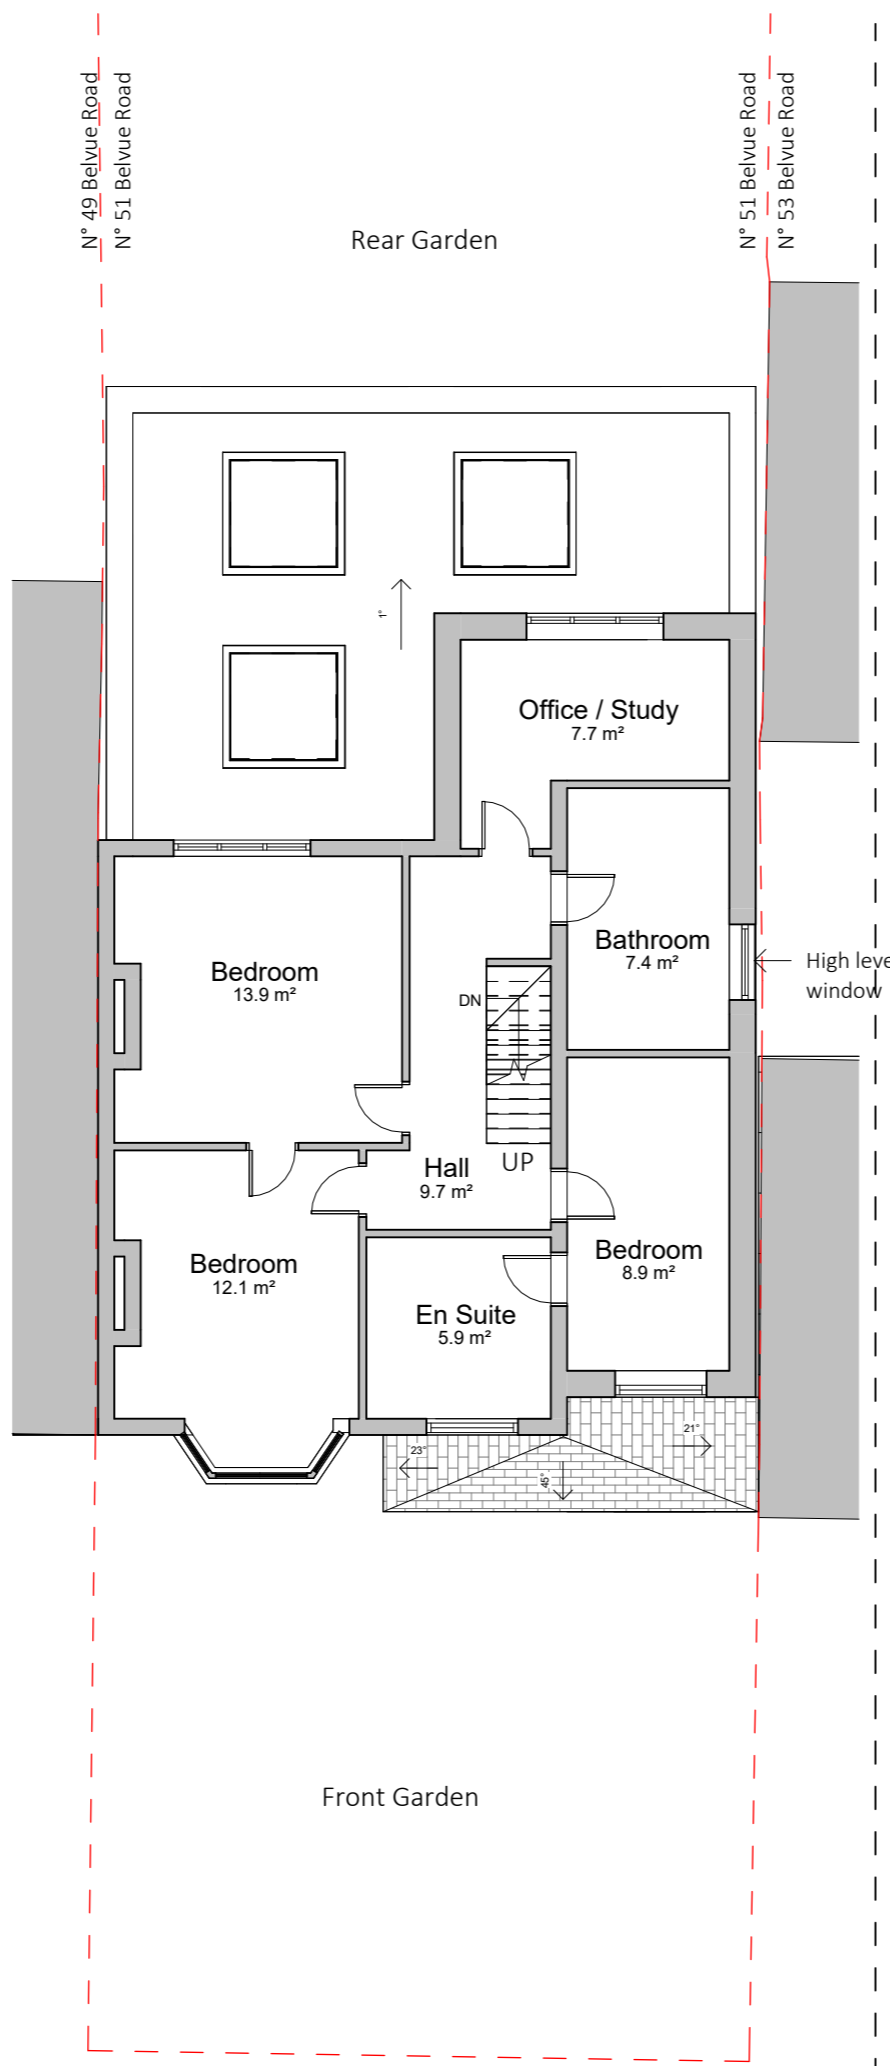 N° 49 Belvue Road
N° 51 Belvue Road
N° 51 Belvue Road
N° 53 Belvue Road
Rear Garden
1°
Office / Study
7.7 m²
Bathroom
7.4 m²
High leve
window
Bedroom
13.9 m²
DN
UP
Hall
9.7 m²
Bedroom
12.1 m²
Bedroom
8.9 m²
En Suite
5.9 m²
23°
45°
21°
Front Garden